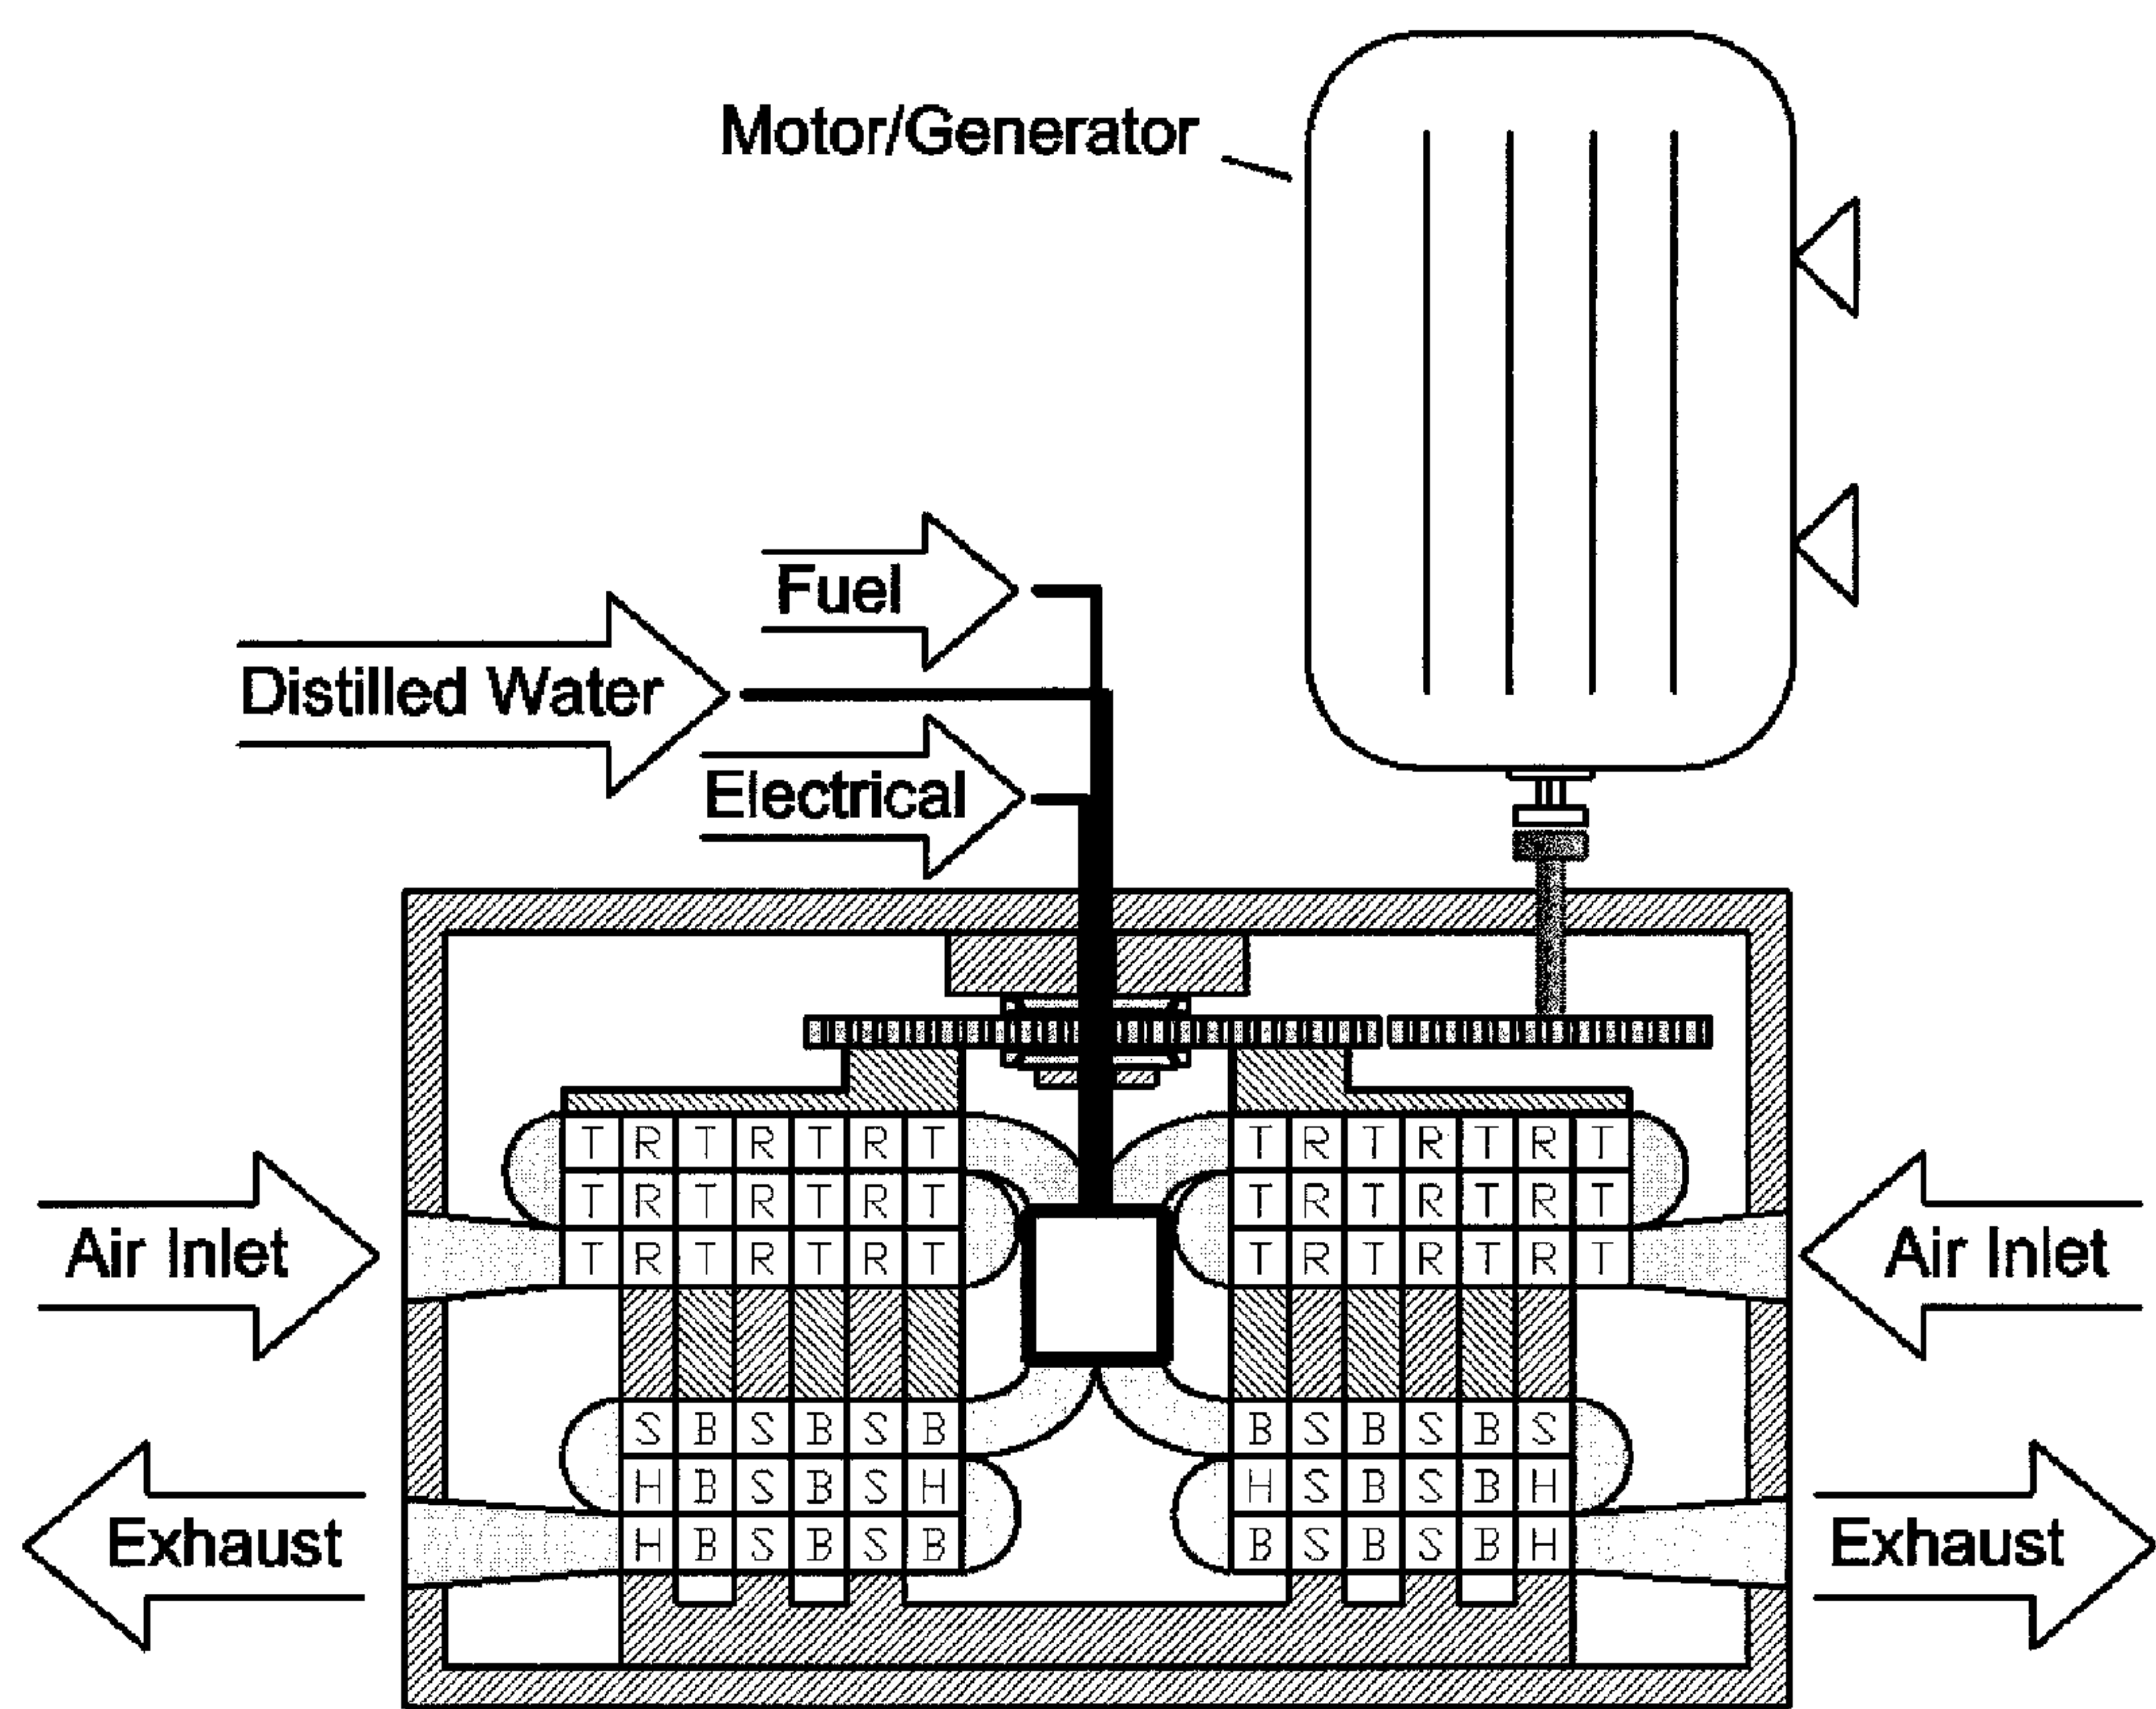 Motor/Generator
Fuel
Distilled Water
Electrical
T R T R T R T T R T R T R T
T R T R T R T T R T R T R T
Air Inlet T R T R T R T T R T R T R T Air Inlet
S B S B S B B S B S B S
H B S B S H H S B S B H
Exhaust H B S B S B B S B S B H Exhaust